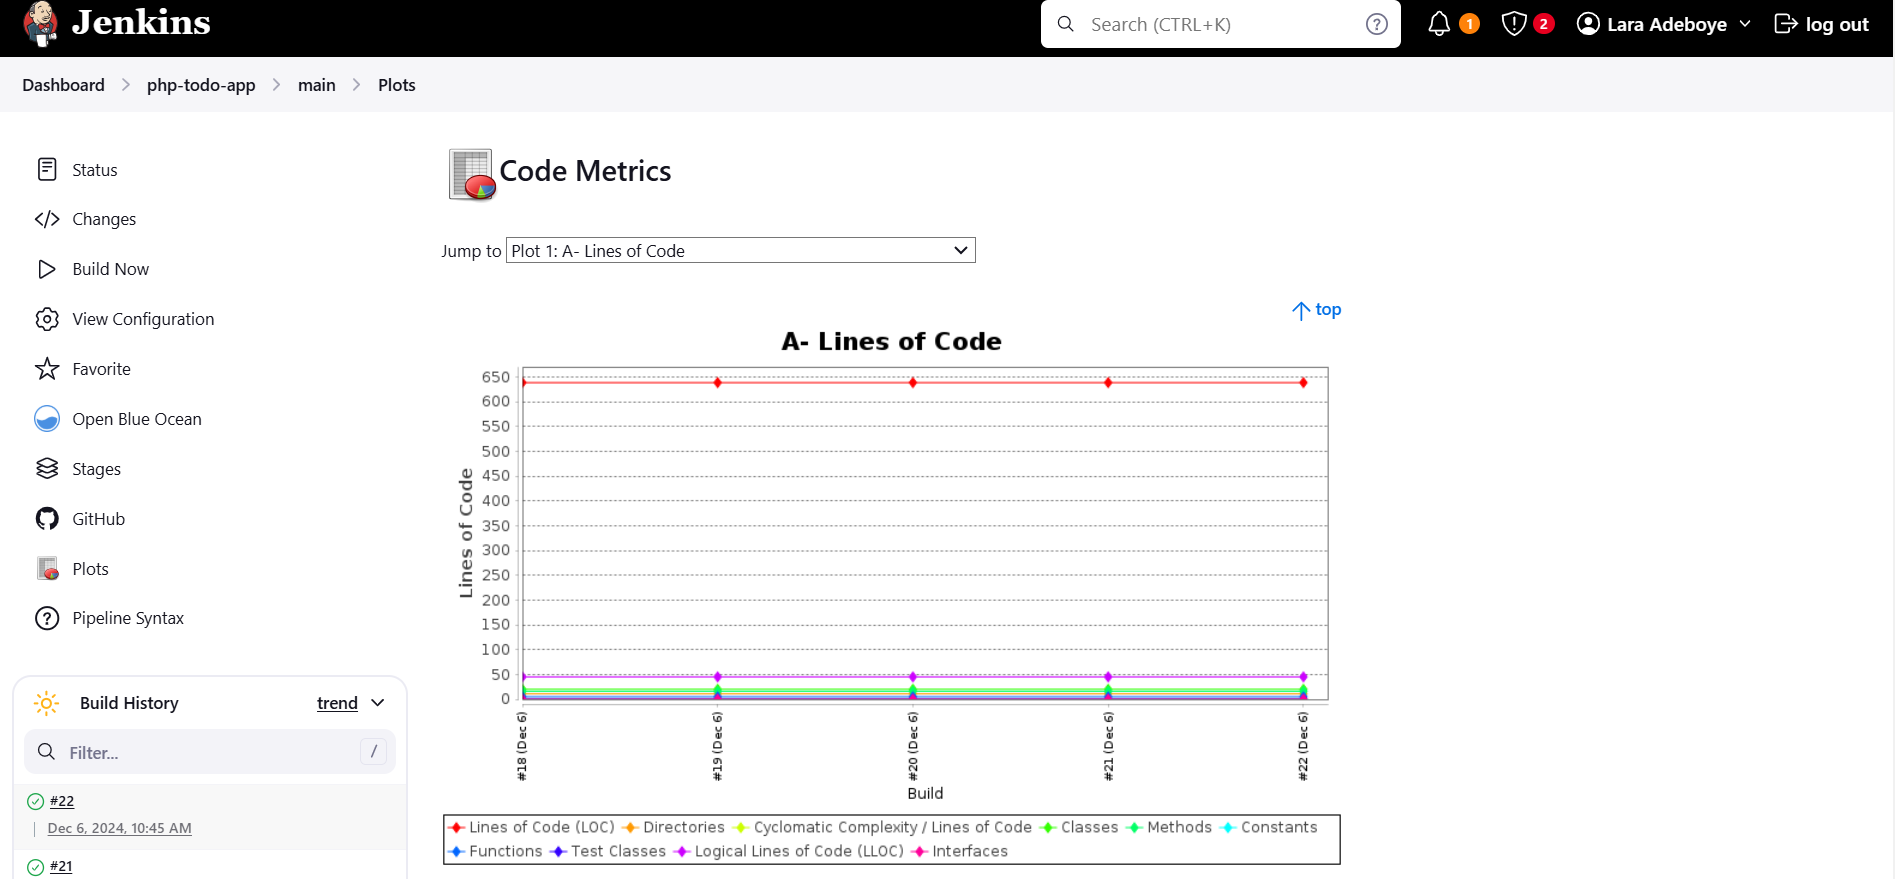 Jenkins
Search (CTRL+K)
?
1
2
Lara Adeboye
log out
Dashboard
php-todo-app
main
Plots
Status
Changes
Build Now
View Configuration
Favorite
Open Blue Ocean
Stages
GitHub
Plots
Pipeline Syntax
Build History
trend
Filter...
/
#22
Dec 6, 2024, 10:45 AM
#21
Code Metrics
Jump to
Plot 1: A- Lines of Code
top
A- Lines of Code
Lines of Code
650
600
550
500
450
400
350
300
250
200
150
100
50
0
#18 (Dec 6)
#19 (Dec 6)
#20 (Dec 6)
#21 (Dec 6)
#22 (Dec 6)
Build
Lines of Code (LOC) Directories Cyclomatic Complexity / Lines of Code Classes Methods Constants
Functions Test Classes Logical Lines of Code (LLOC) Interfaces